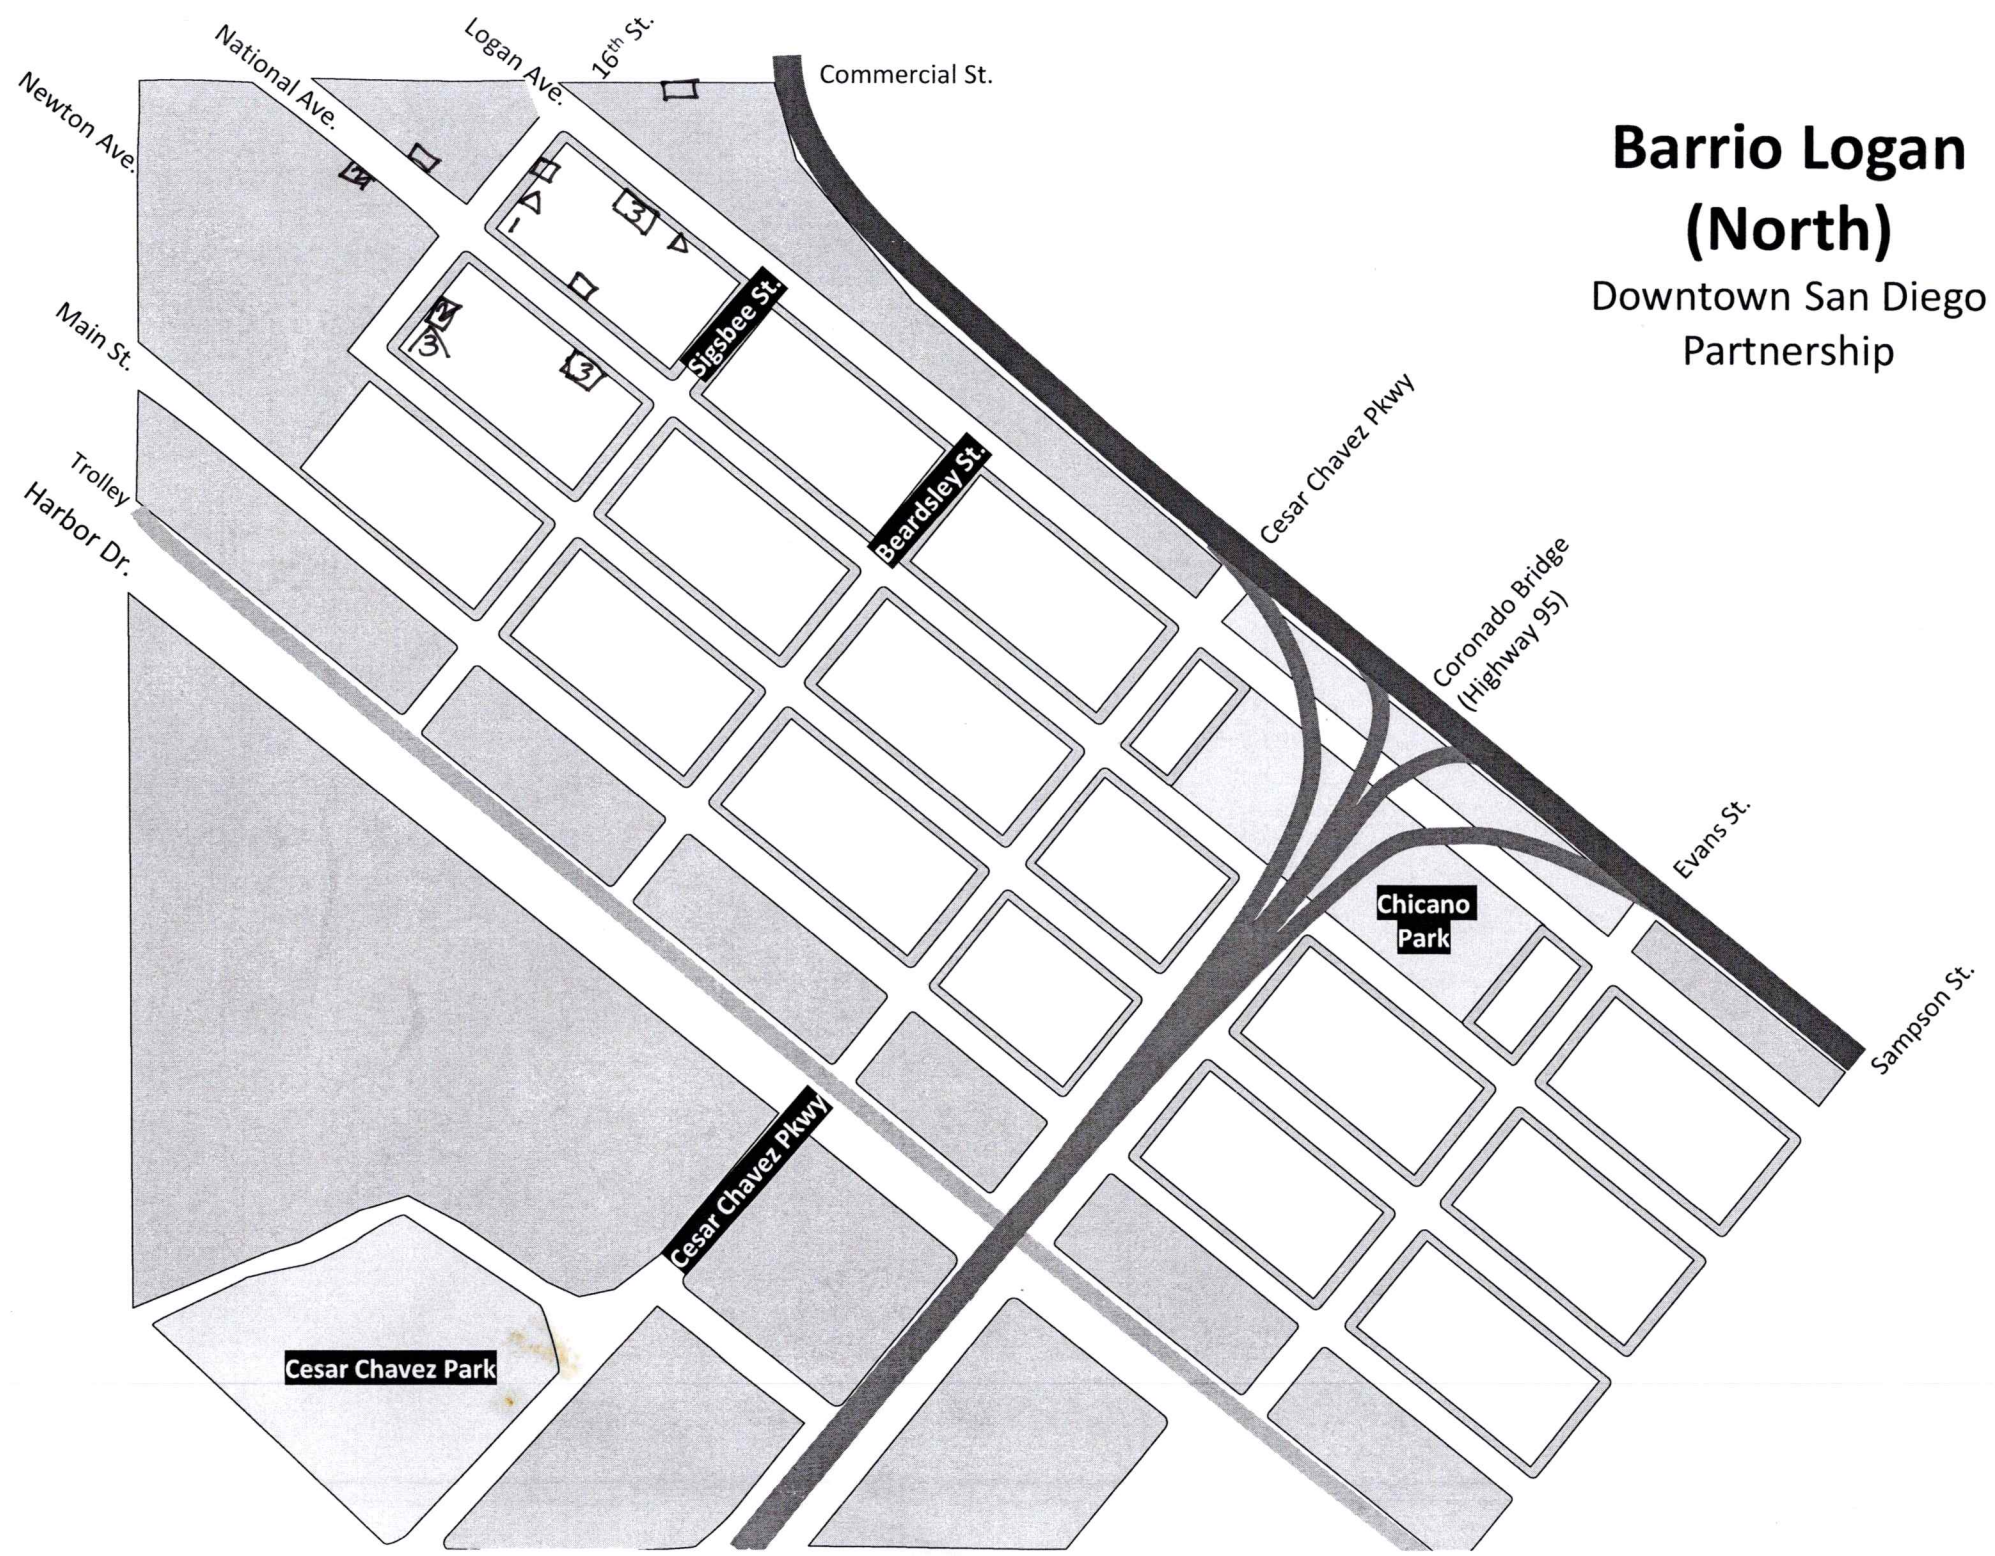 16th St.
Logan Ave.
National Ave.
Newton Ave.
Commercial St.
Barrio Logan
(North)
Downtown San Diego
Partnership
3
1
Sigsbee St.
Main St.
3
3
Cesar Chavez Pkwy
Beardsley St.
Trolley
Harbor Dr.
Coronado Bridge
(Highway 95)
Evans St.
Chicano
Park
Sampson St.
Cesar Chavez Pkwy
Cesar Chavez Park